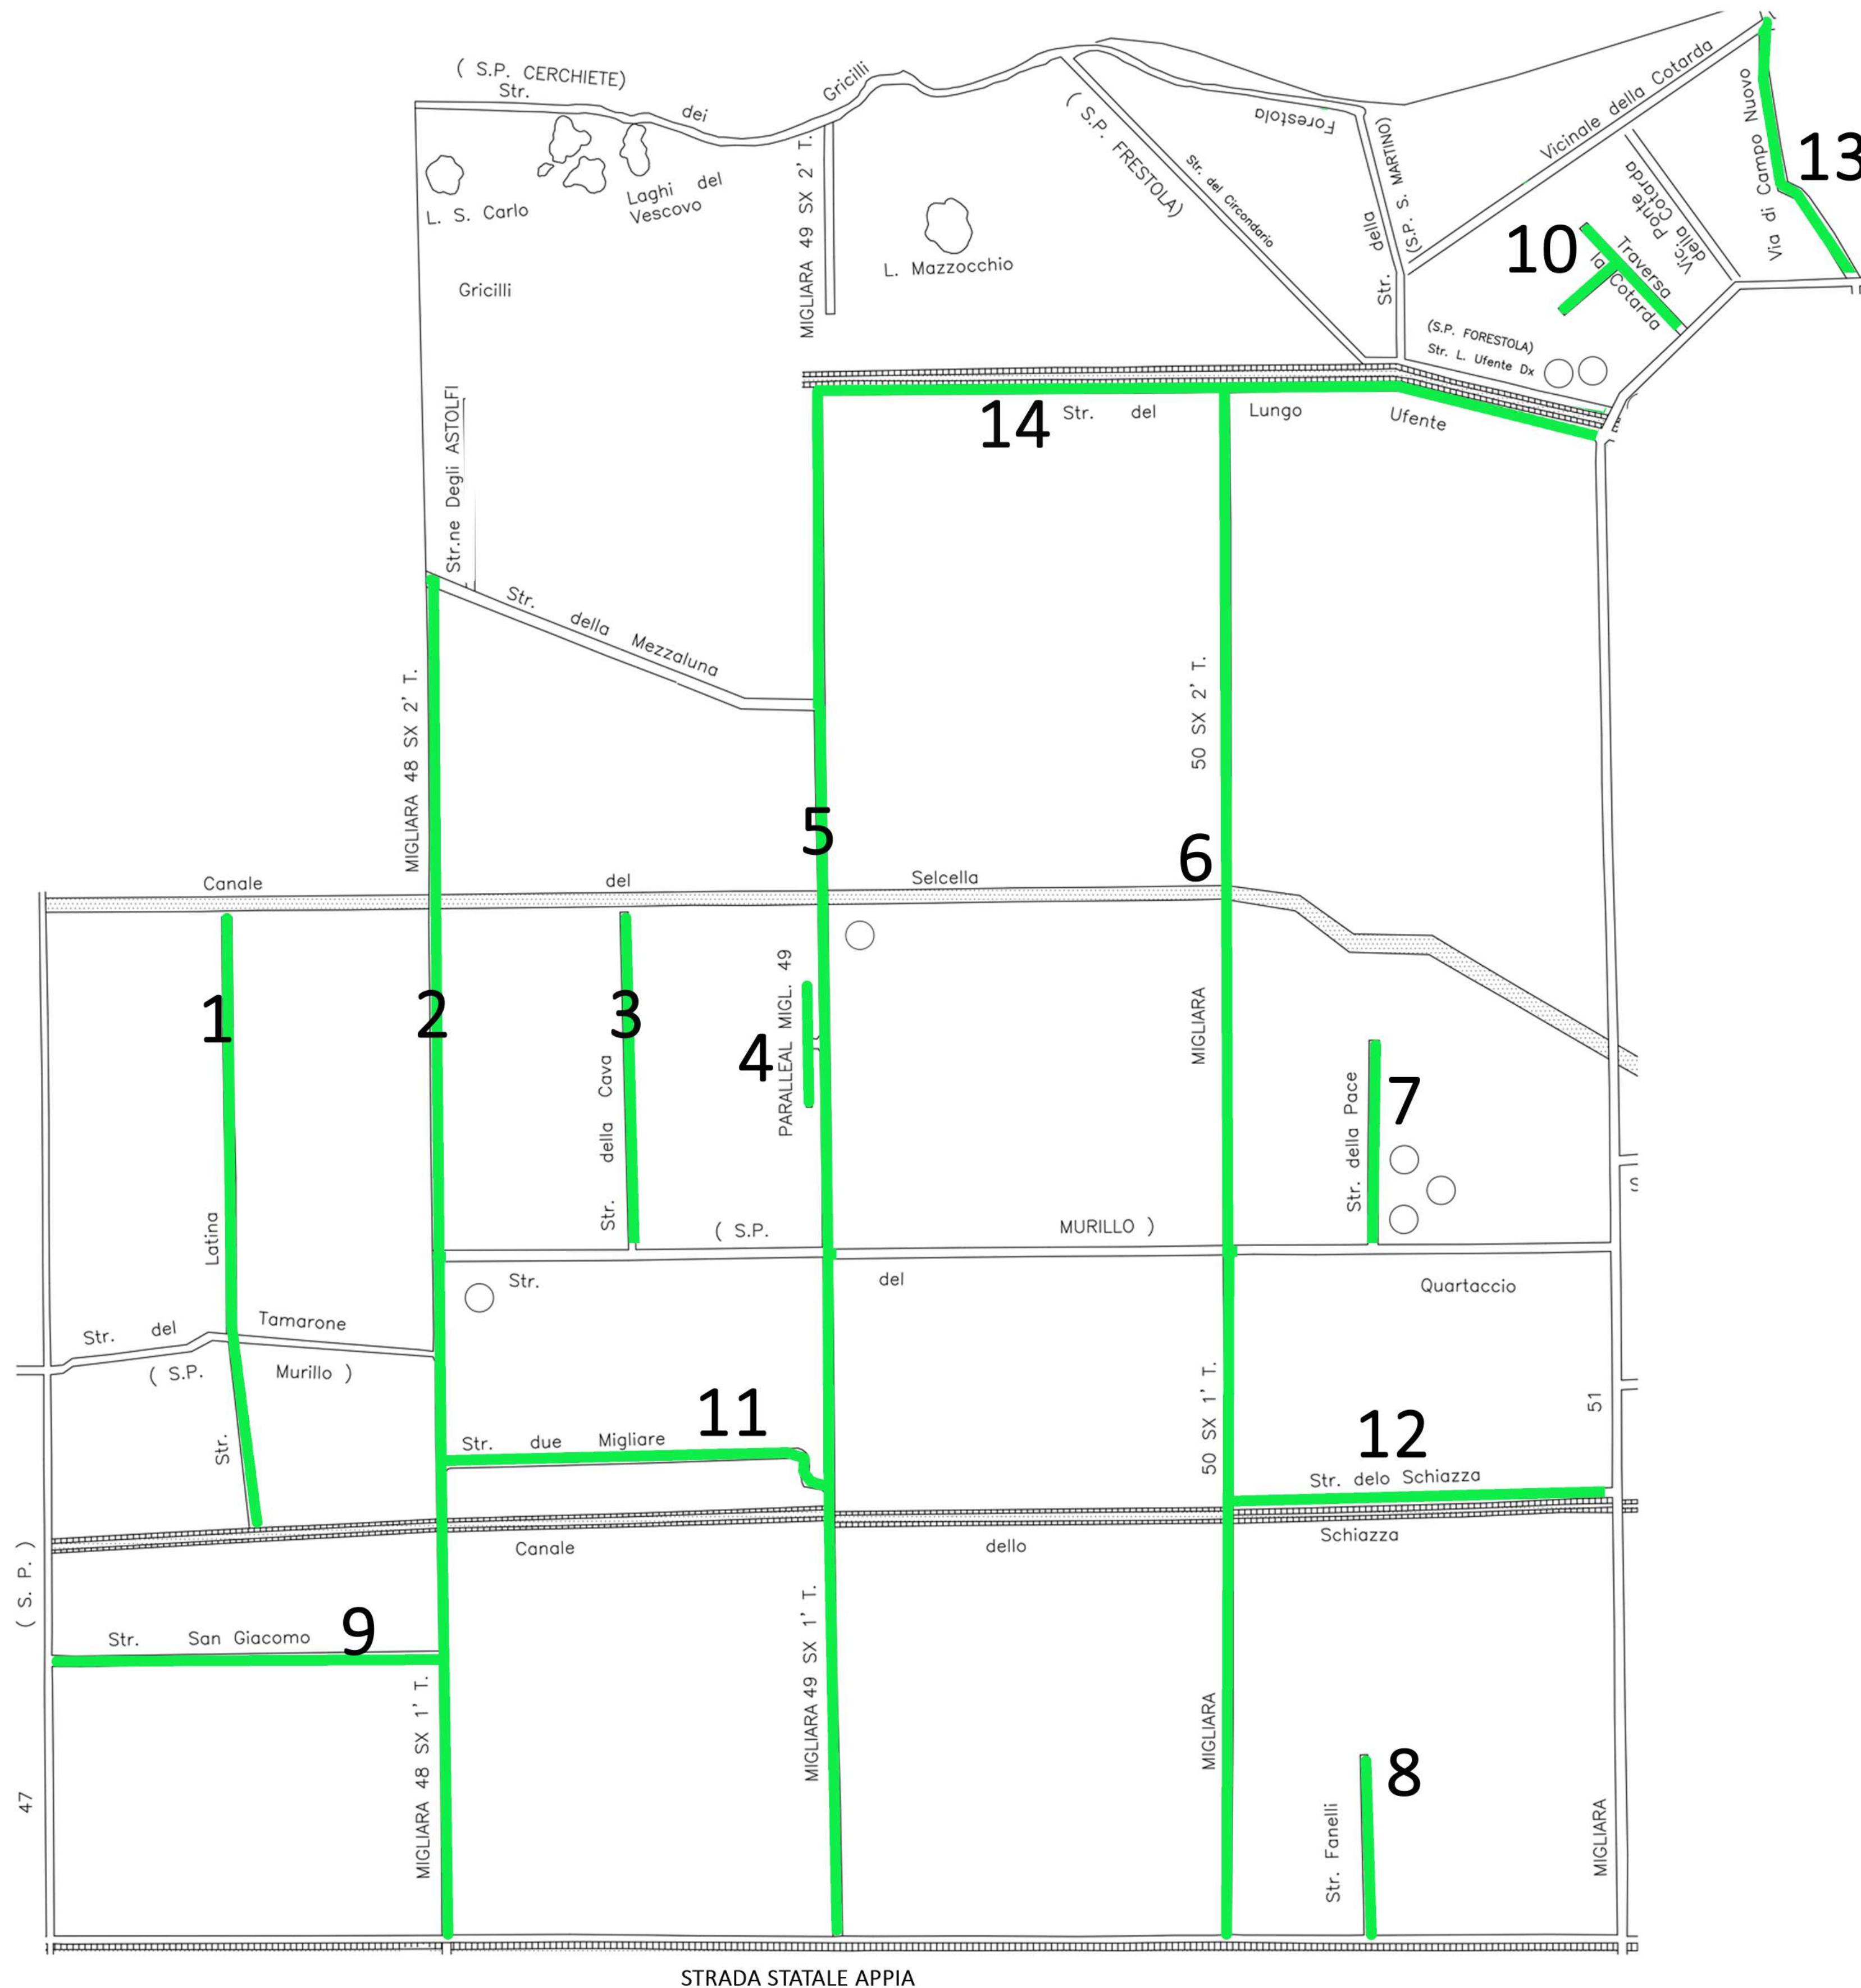 ( S.P. CERCHIETE)
Str.
dei
Gricilli
L. S. Carlo
Laghi del
Vescovo
MIGLIARA 49 SX 2' T.
( S.P. FRESTOLA)
Str. del Circondario
Forestola
Str. della
(S.P. S. MARTINO)
Vicinale della Cotarda
Via di Campo Nuovo
13
Vic. della
Ponte Cotarda
10
Traversa
la Cotarda
L. Mazzocchio
Gricilli
(S.P. FORESTOLA)
Str. L. Ufente Dx
Str.ne Degli ASTOLFI
14
Str. del Lungo Ufente
Str. della Mezzaluna
MIGLIARA 48 SX 2' T.
50 SX 2' T.
5
6
Canale del Selcella
1
2
3
4
PARALLEAL MIGL. 49
MIGLIARA
7
Str. della Cava
Str. della Pace
Latina
( S.P. MURILLO )
Str. del Quartaccio
Str. del Tamarone
( S.P. Murillo )
Str.
11
Str. due Migliare
50 SX 1' T.
51
12
Str. delo Schiazza
Canale dello Schiazza
( S. P. )
9
Str. San Giacomo
MIGLIARA 48 SX 1' T.
MIGLIARA 49 SX 1' T.
MIGLIARA
8
Str. Fanelli
MIGLIARA
47
STRADA STATALE APPIA